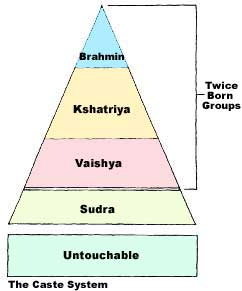 Brahmin
Twice
Born
Groups
Kshatriya
Vaishya
Sudra
Untouchable
The Caste System